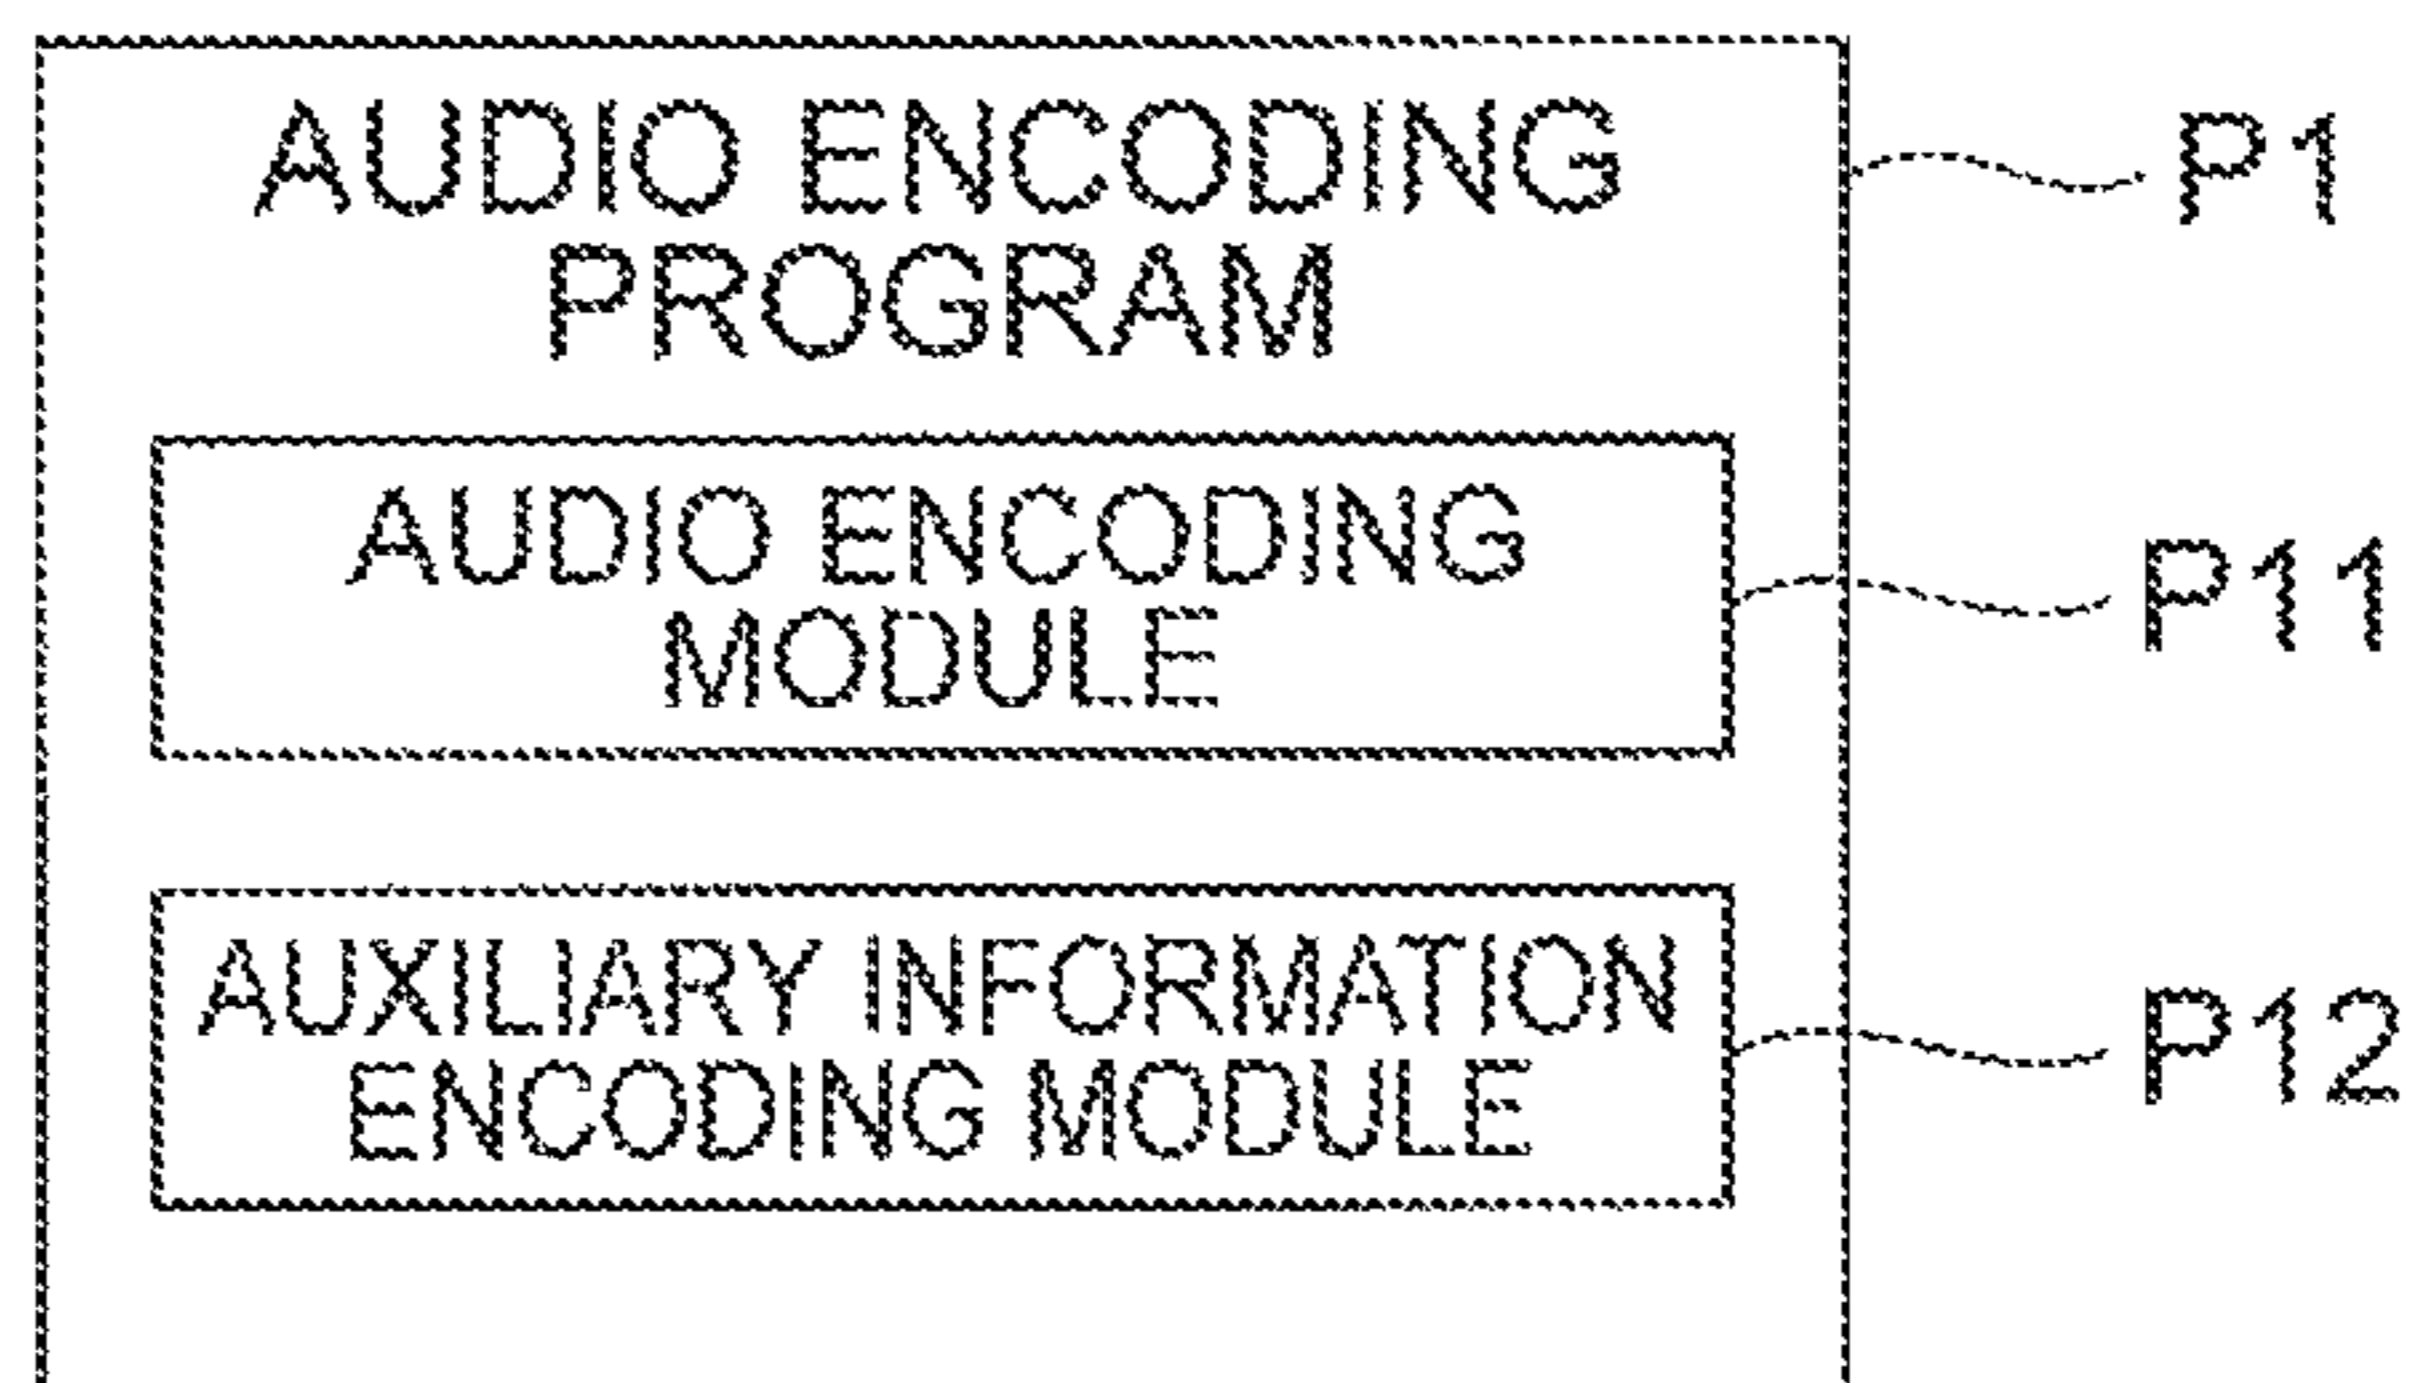 AUDIO ENCODING
PROGRAM
P1
AUDIO ENCODING
MODULE
P11
AUXILIARY INFORMATION
ENCODING MODULE
P12